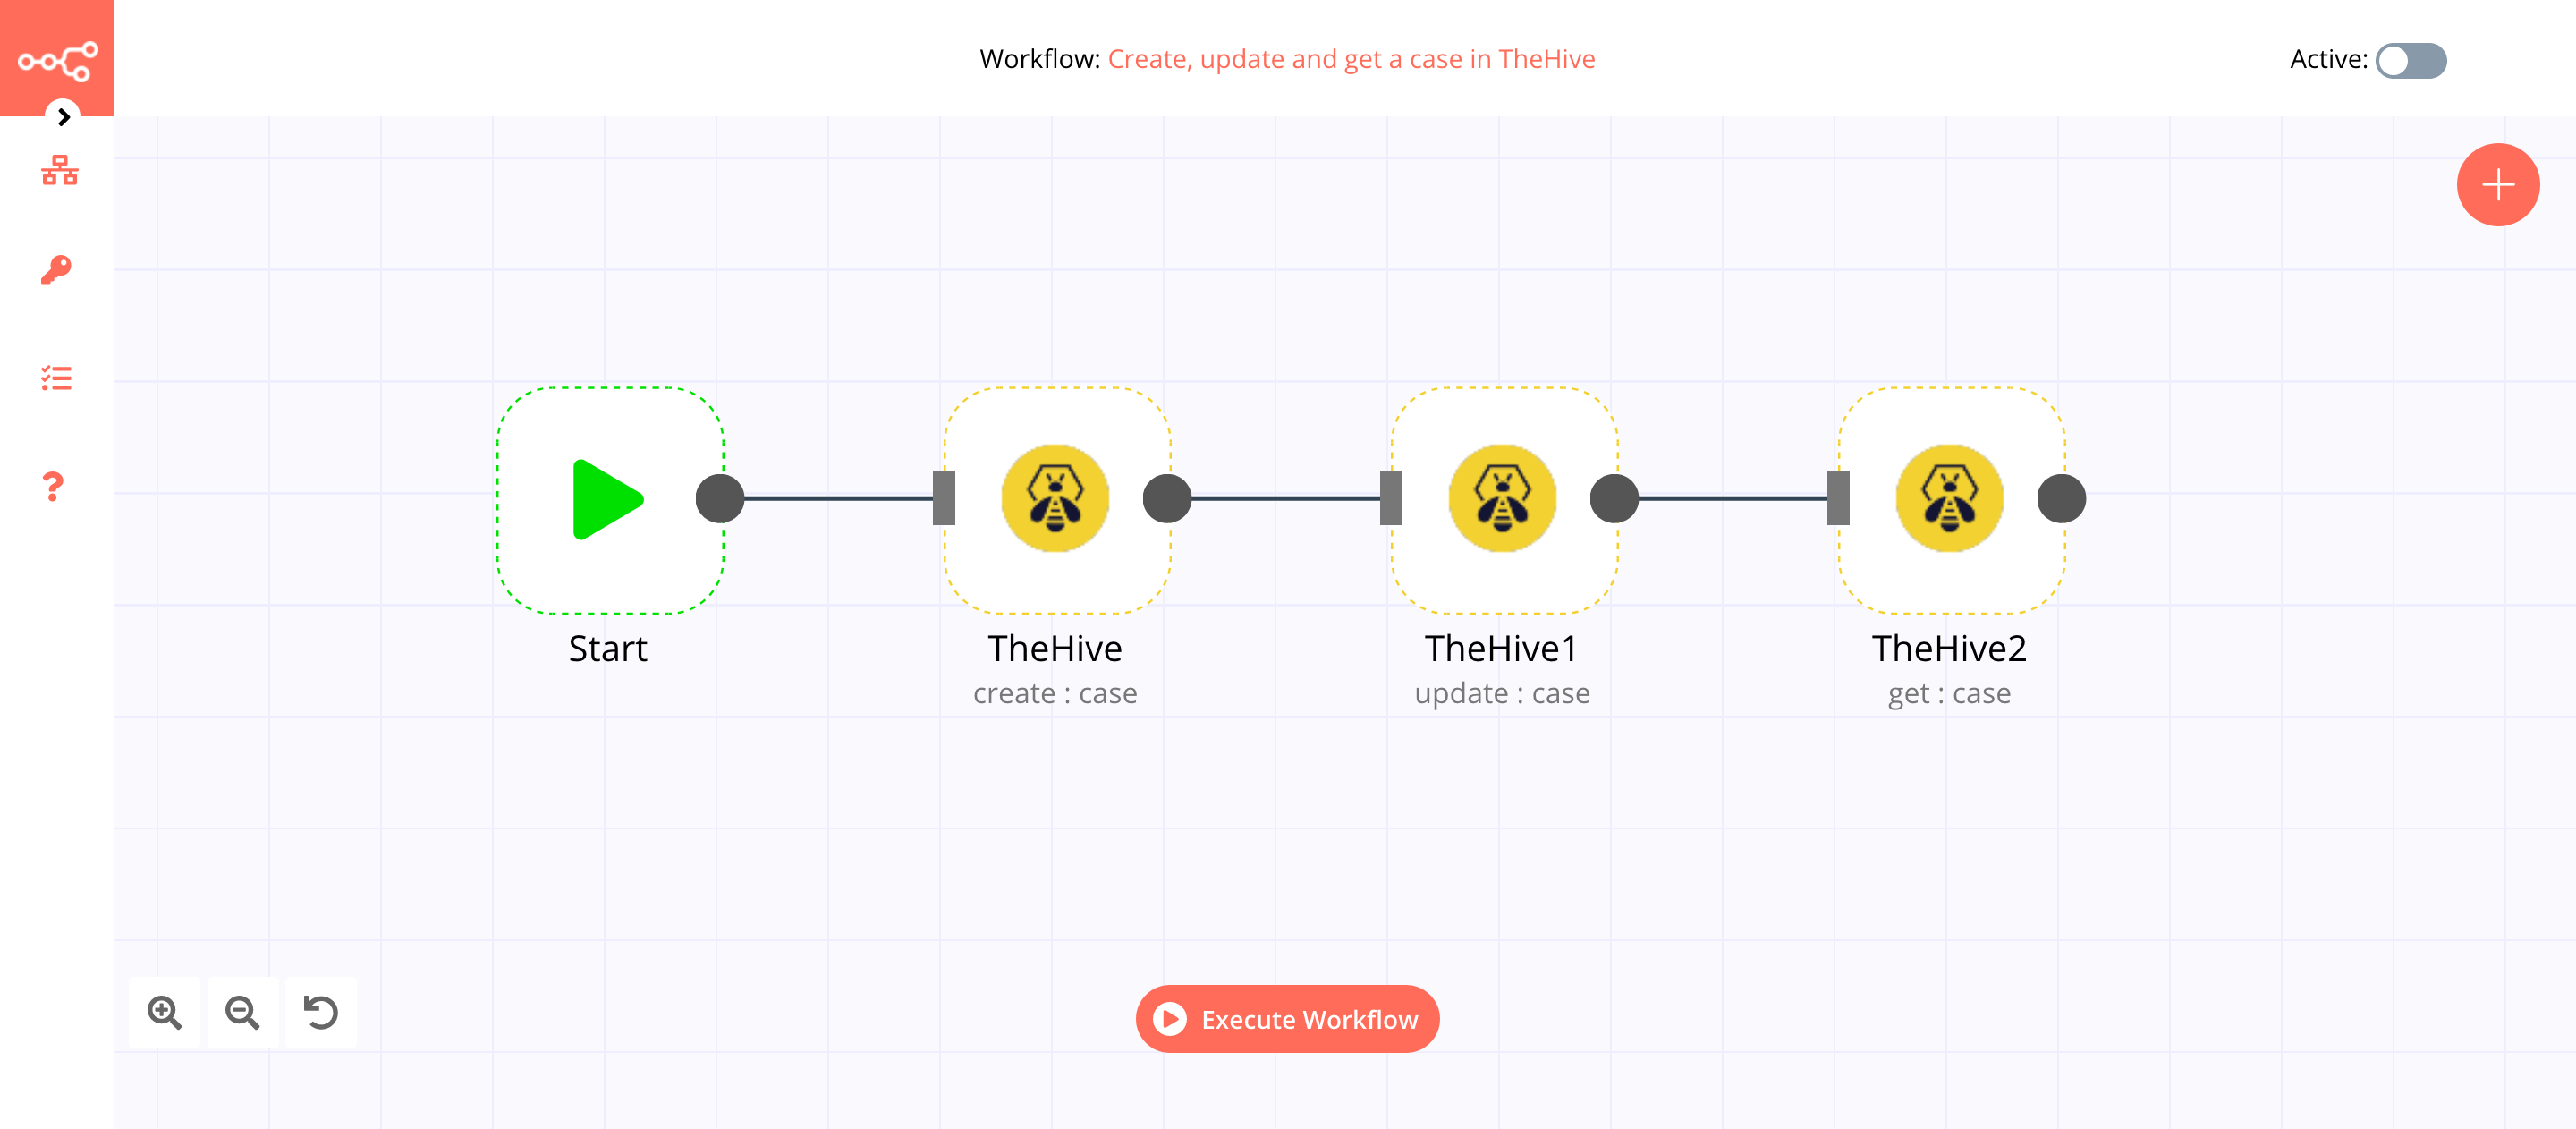 Workflow: Create, update and get a case in TheHive
Active:
Start
TheHive
create : case
TheHive1
update : case
TheHive2
get : case
Execute Workflow